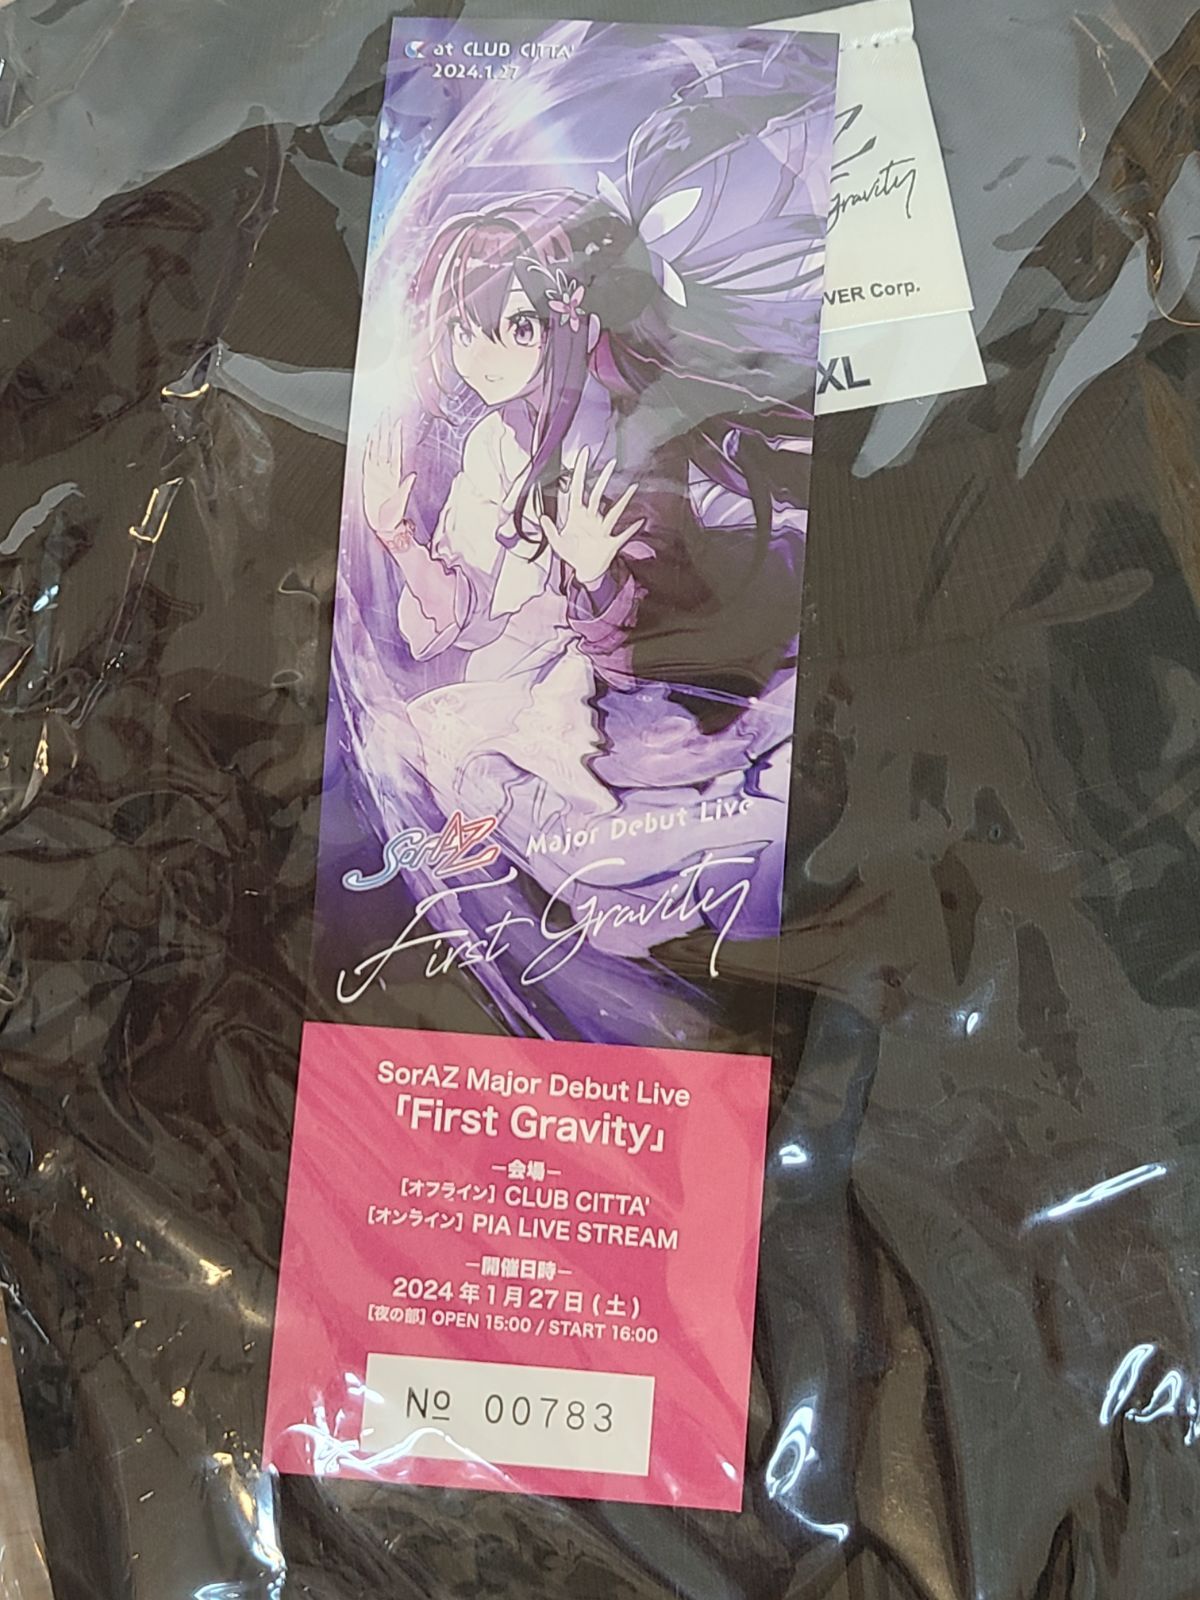 at CLUB CITTA'
2024.1.27
Gravity
VER Corp.
XL
SorAZ Major Debut Live
First Gravity
SorAZ Major Debut Live
「First Gravity」
―会場―
[オフライン] CLUB CITTA'
[オンライン] PIA LIVE STREAM
―開催日時―
2024年1月27日(土)
[夜の部] OPEN 15:00 / START 16:00
№ 00783